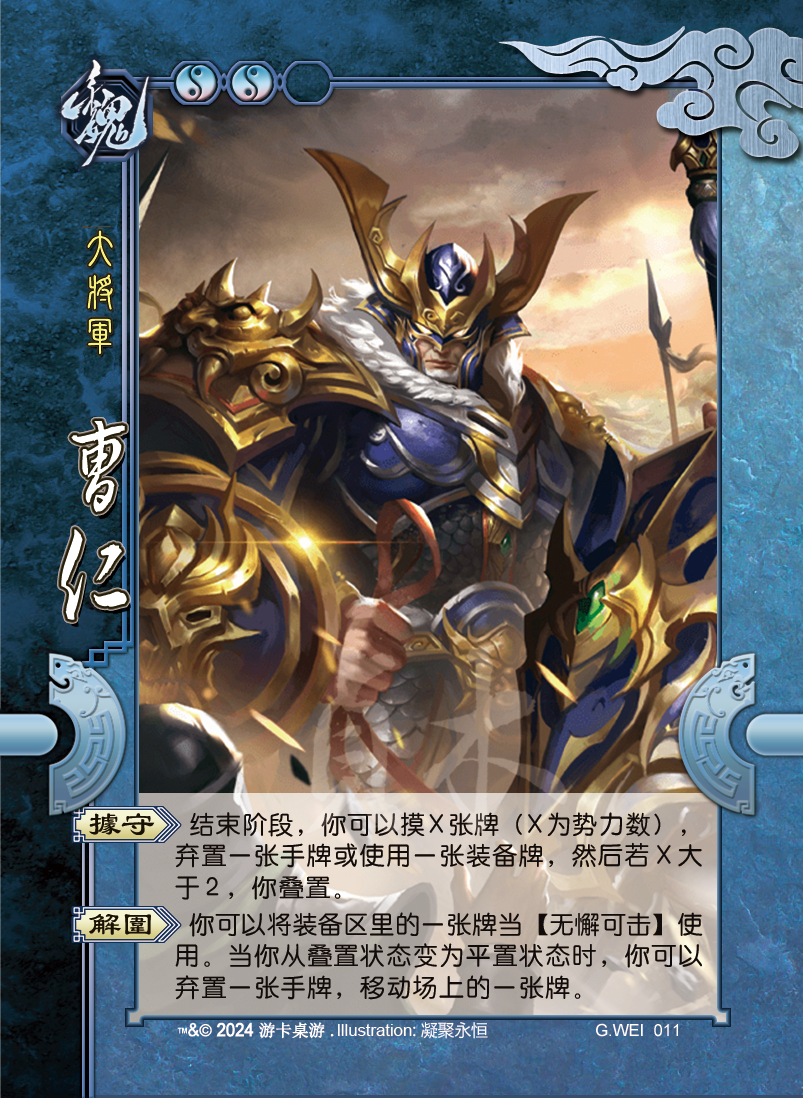 魏
大將軍
曹仁
據守 结束阶段，你可以摸X张牌（X为势力数），
弃置一张手牌或使用一张装备牌，然后若X大
于2，你叠置。
解圍 你可以将装备区里的一张牌当【无懈可击】使
用。当你从叠置状态变为平置状态时，你可以
弃置一张手牌，移动场上的一张牌。
™&© 2024 游卡桌游 . Illustration: 凝聚永恒 G.WEI 011